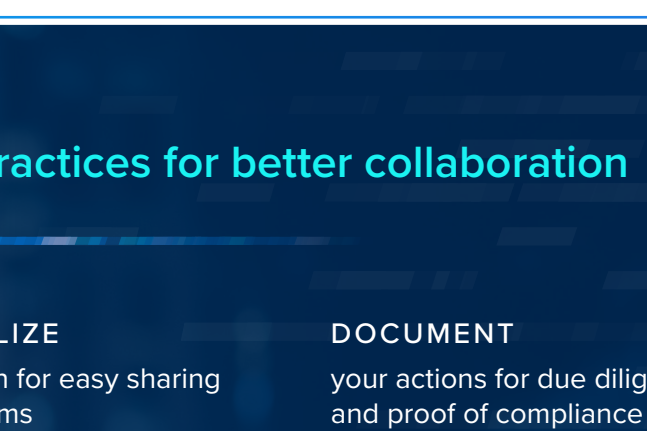 ractices for better collaboration
LIZE
n for easy sharing
ms
DOCUMENT
your actions for due dilig
and proof of compliance